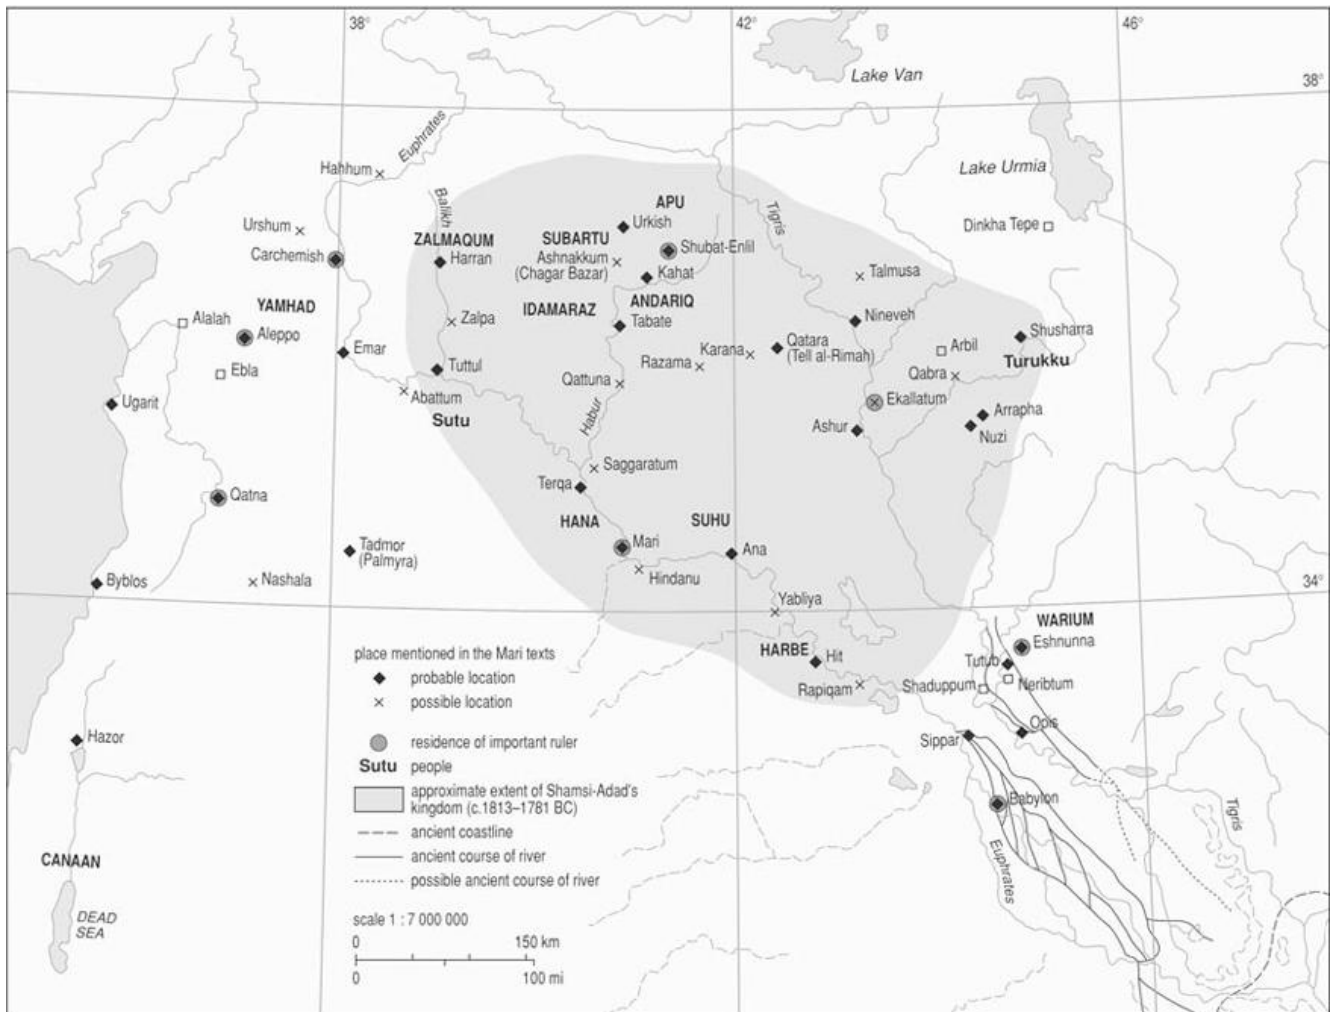 38°
42°
46°
38°
Lake Van
Euphrates
Hahhum
Lake Urmia
Balikh
APU
Tigris
Urkish
Dinkha Tepe
Urshum
ZALMAQUM
SUBARTU
Shubat-Enlil
Carchemish
Harran
Ashnakkum
(Chagar Bazar)
Kahat
Talmusa
YAMHAD
IDAMARAZ
ANDARIQ
Alalah
Zalpa
Tabate
Nineveh
Aleppo
Shusharra
Emar
Karana
Qatara
(Tell al-Rimah)
Arbil
Razama
Turukku
Ebla
Tuttul
Qattuna
Qabra
Abattum
Ekallatum
Ugarit
Sutu
Habur
Arrapha
Ashur
Nuzi
Saggaratum
Terqa
Qatna
HANA
SUHU
Mari
Ana
Tadmor
(Palmyra)
Hindanu
Byblos
Nashala
34°
Yabliya
WARIUM
Eshnunna
HARBE
Hit
Tutub
Rapiqam
Shaduppum
Neribtum
Opis
Sippar
Hazor
Babylon
Tigris
Euphrates
CANAAN
DEAD
SEA
place mentioned in the Mari texts
probable location
possible location
residence of important ruler
Sutu people
approximate extent of Shamsi-Adad's
kingdom (c.1813–1781 BC)
ancient coastline
ancient course of river
possible ancient course of river
scale 1 : 7 000 000
0 150 km
0 100 mi